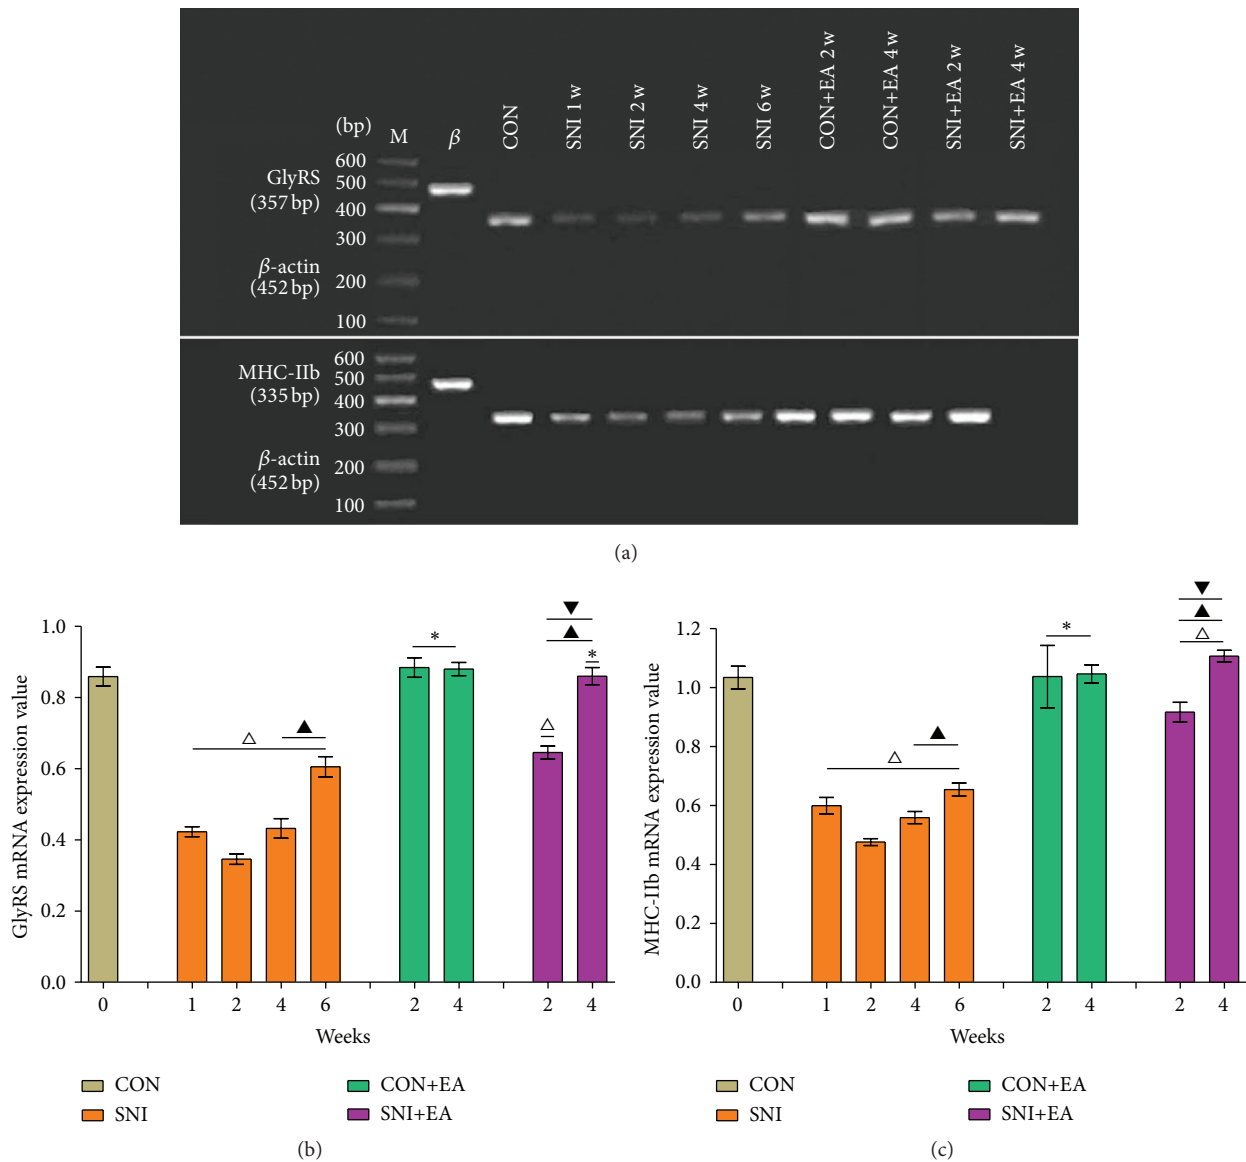 CON
SNI 1 w
SNI 2 w
SNI 4 w
SNI 6 w
CON+EA 2 w
CON+EA 4 w
SNI+EA 2 w
SNI+EA 4 w
(bp)
M
β
GlyRS
(357 bp)
β-actin
(452 bp)
600
500
400
300
200
100
MHC-IIb
(335 bp)
β-actin
(452 bp)
600
500
400
300
200
100
(a)
GlyRS mRNA expression value
1.0
0.8
0.6
0.4
0.2
0.0
△
▲
*
△
▼
▲
*
0 1 2 4 6 2 4 2 4
Weeks
CON
SNI
CON+EA
SNI+EA
(b)
MHC-IIb mRNA expression value
1.2
1.0
0.8
0.6
0.4
0.2
0.0
△
▲
*
▼
▲
△
0 1 2 4 6 2 4 2 4
Weeks
CON
SNI
CON+EA
SNI+EA
(c)